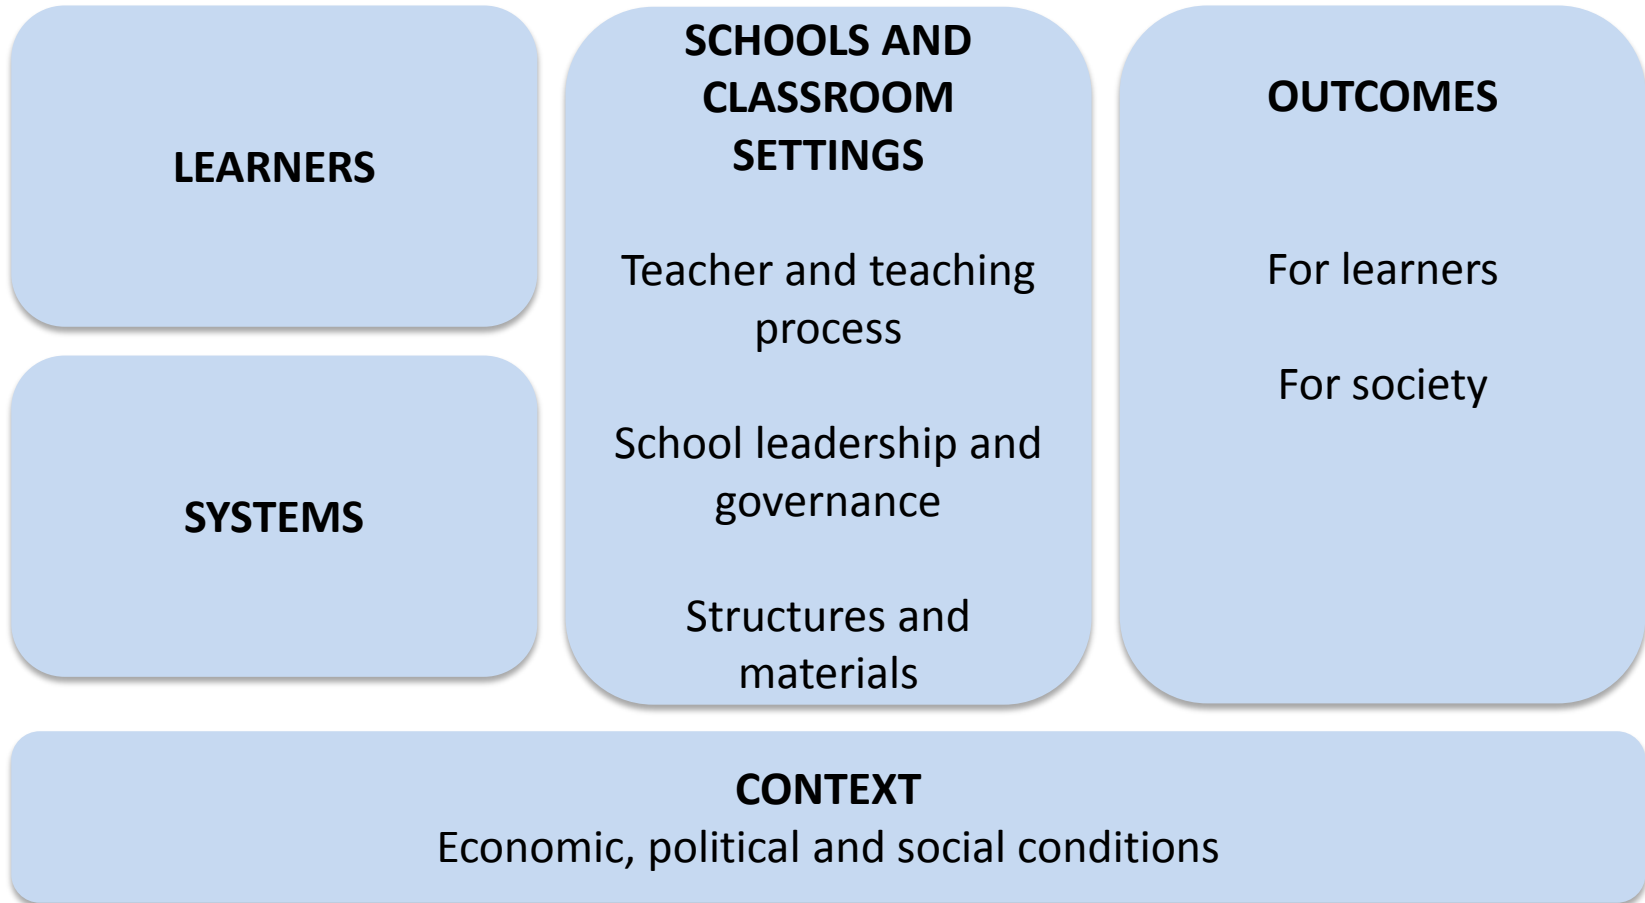 LEARNERS
SYSTEMS
SCHOOLS AND
CLASSROOM
SETTINGS
Teacher and teaching
process
School leadership and
governance
Structures and
materials
OUTCOMES
For learners
For society
CONTEXT
Economic, political and social conditions